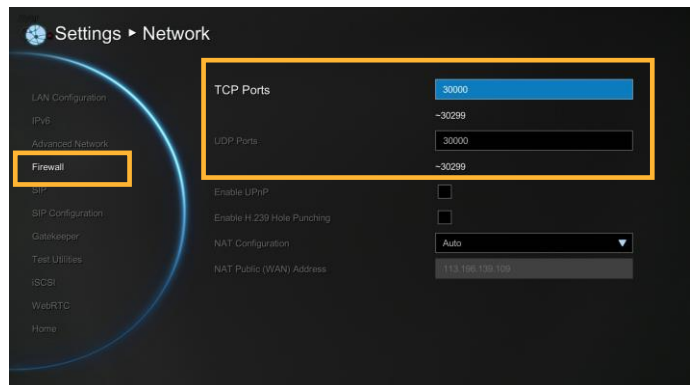 Settings ▸ Network
LAN Configuration
IPv6
Advanced Network
Firewall
SIP
SIP Configuration
Gatekeeper
Test Utilities
iSCSI
WebRTC
Home
TCP Ports
30000
~30299
UDP Ports
30000
~30299
Enable UPnP
Enable H.239 Hole Punching
NAT Configuration
Auto
NAT Public (WAN) Address
113.196.139.109